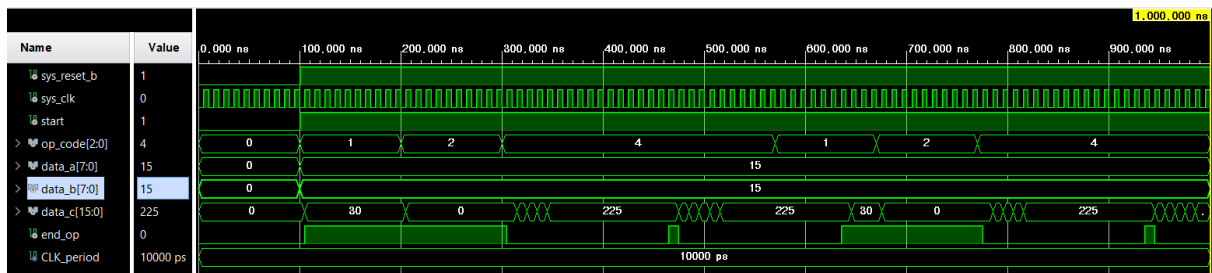 1,000.000 ns
Name Value 0.000 ns 100.000 ns 200.000 ns 300.000 ns 400.000 ns 500.000 ns 600.000 ns 700.000 ns 800.000 ns 900.000 ns
sys_reset_b 1
sys_clk 0
start 1
> op_code[2:0] 4 0 1 2 4 1 2 4
> data_a[7:0] 15 0 15
> data_b[7:0] 15 0 15
> data_c[15:0] 225 0 30 0 225 225 30 0 225 .
end_op 0
CLK_period 10000 ps 10000 ps